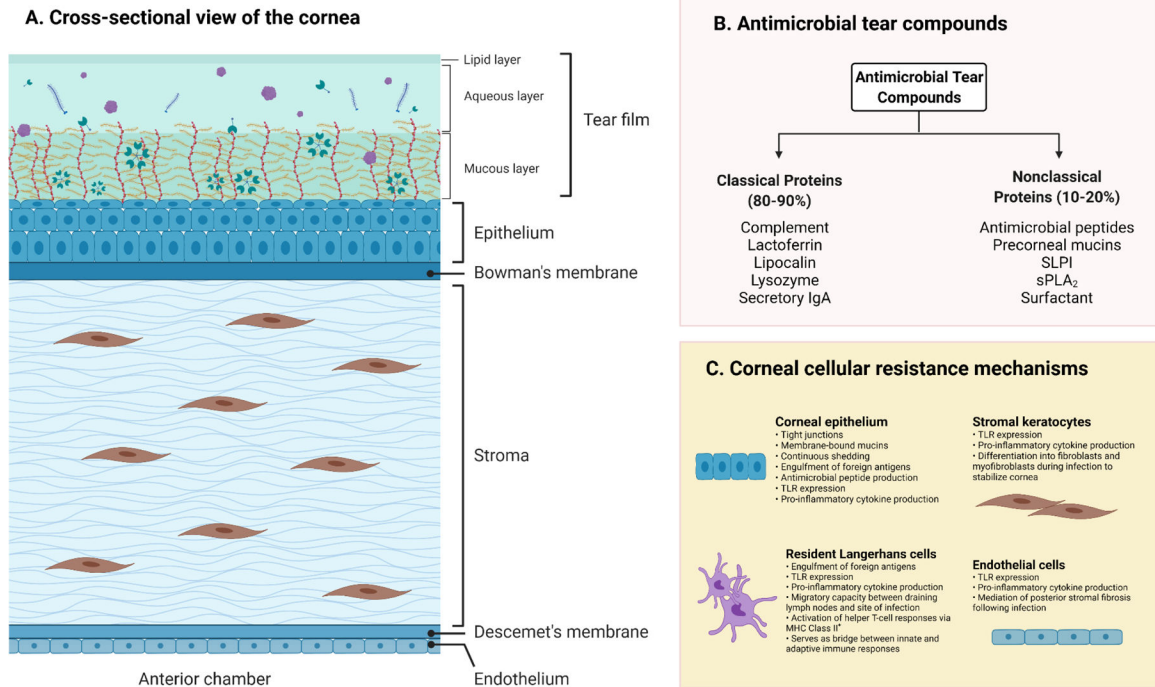 A. Cross-sectional view of the cornea
Lipid layer
Aqueous layer
Mucous layer
Tear film
Epithelium
Bowman's membrane
Stroma
Descemet's membrane
Endothelium
Anterior chamber
B. Antimicrobial tear compounds
Antimicrobial Tear
Compounds
Classical Proteins
(80-90%)
Complement
Lactoferrin
Lipocalin
Lysozyme
Secretory IgA
Nonclassical
Proteins (10-20%)
Antimicrobial peptides
Precorneal mucins
SLPI
sPLA₂
Surfactant
C. Corneal cellular resistance mechanisms
Corneal epithelium
• Tight junctions
• Membrane-bound mucins
• Continuous shedding
• Engulfment of foreign antigens
• Antimicrobial peptide production
• TLR expression
• Pro-inflammatory cytokine production
Stromal keratocytes
• TLR expression
• Pro-inflammatory cytokine production
• Differentiation into fibroblasts and
myofibroblasts during infection to
stabilize cornea
Resident Langerhans cells
• Engulfment of foreign antigens
• TLR expression
• Pro-inflammatory cytokine production
• Migratory capacity between draining
lymph nodes and site of infection
• Activation of helper T-cell responses via
MHC Class II⁺
• Serves as bridge between innate and
adaptive immune responses
Endothelial cells
• TLR expression
• Pro-inflammatory cytokine production
• Mediation of posterior stromal fibrosis
following infection